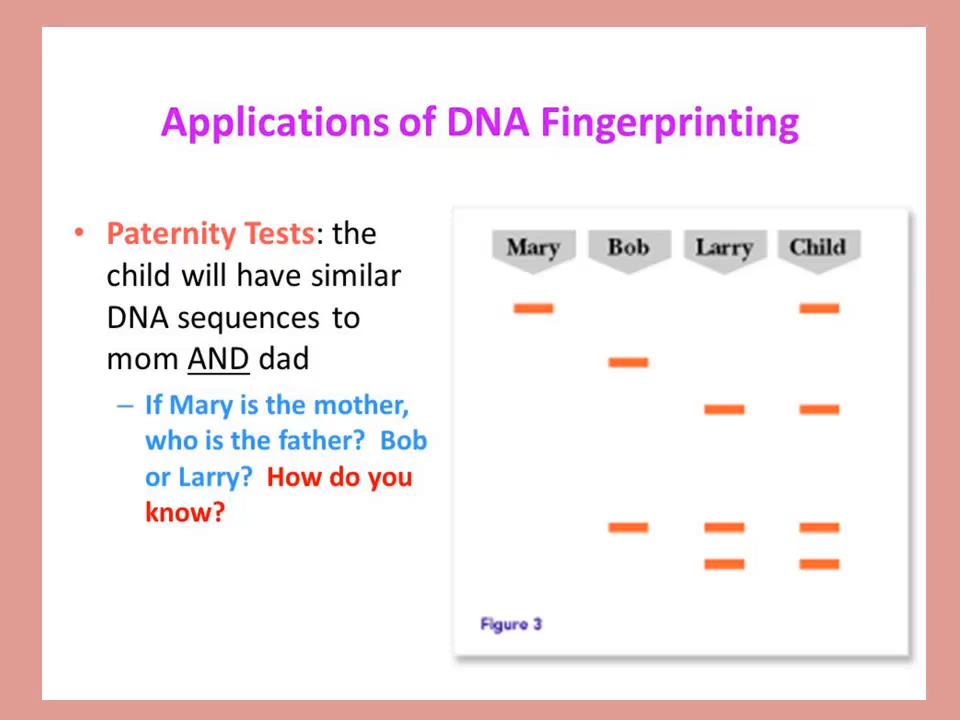 Applications of DNA Fingerprinting
• Paternity Tests: the
child will have similar
DNA sequences to
mom AND dad
– If Mary is the mother,
who is the father? Bob
or Larry? How do you
know?
Mary Bob Larry Child
Figure 3